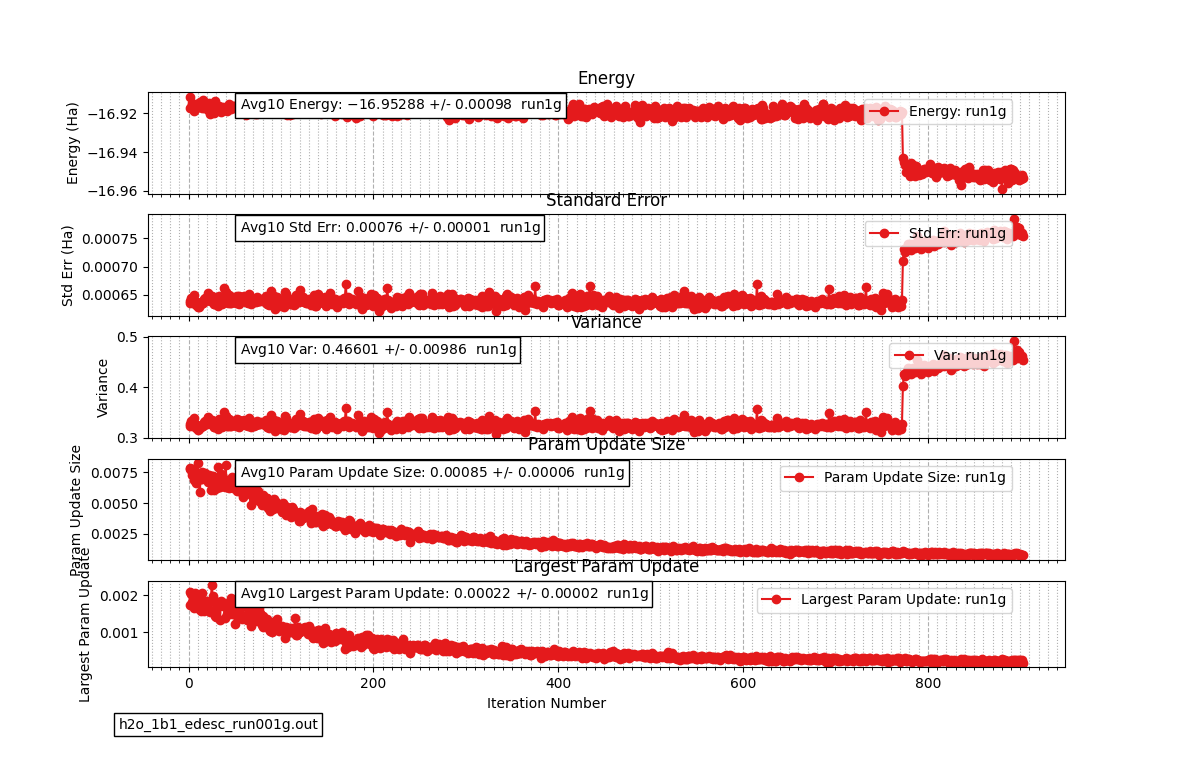 Energy
Energy (Ha)
−16.92
−16.94
−16.96
Avg10 Energy: −16.95288 +/- 0.00098 run1g
Energy: run1g
Standard Error
Std Err (Ha)
0.00075
0.00070
0.00065
Avg10 Std Err: 0.00076 +/- 0.00001 run1g
Std Err: run1g
Variance
Variance
0.5
0.4
0.3
Avg10 Var: 0.46601 +/- 0.00986 run1g
Var: run1g
Param Update Size
Param Update Size
0.0075
0.0050
0.0025
Avg10 Param Update Size: 0.00085 +/- 0.00006 run1g
Param Update Size: run1g
Largest Param Update
Largest Param Update
0.002
0.001
Avg10 Largest Param Update: 0.00022 +/- 0.00002 run1g
Largest Param Update: run1g
0 200 400 600 800
Iteration Number
h2o_1b1_edesc_run001g.out